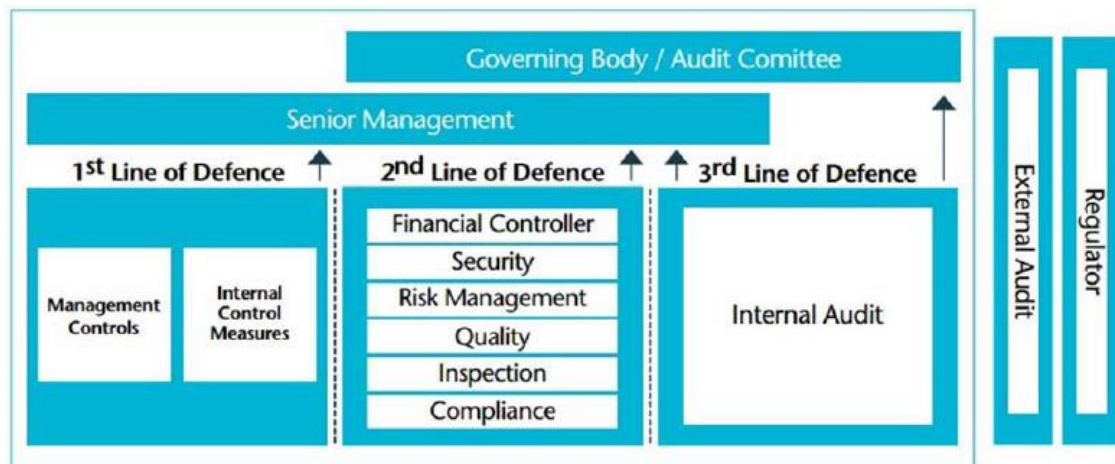 Governing Body / Audit Comittee
Senior Management
1st Line of Defence
2nd Line of Defence
3rd Line of Defence
Management
Controls
Internal
Control
Measures
Financial Controller
Security
Risk Management
Quality
Inspection
Compliance
Internal Audit
External Audit
Regulator